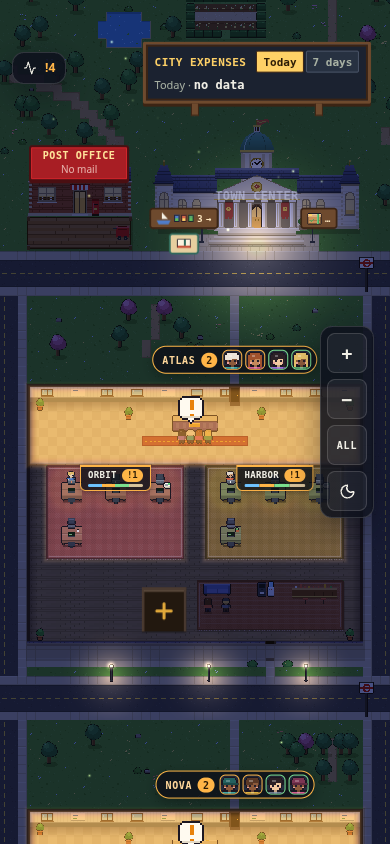 !4
CITY EXPENSES Today 7 days
Today · no data
POST OFFICE
No mail
TOWN CENTER
3 →
...
ATLAS 2
+
−
ALL
!
ORBIT !1
HARBOR !1
+
NOVA 2
!